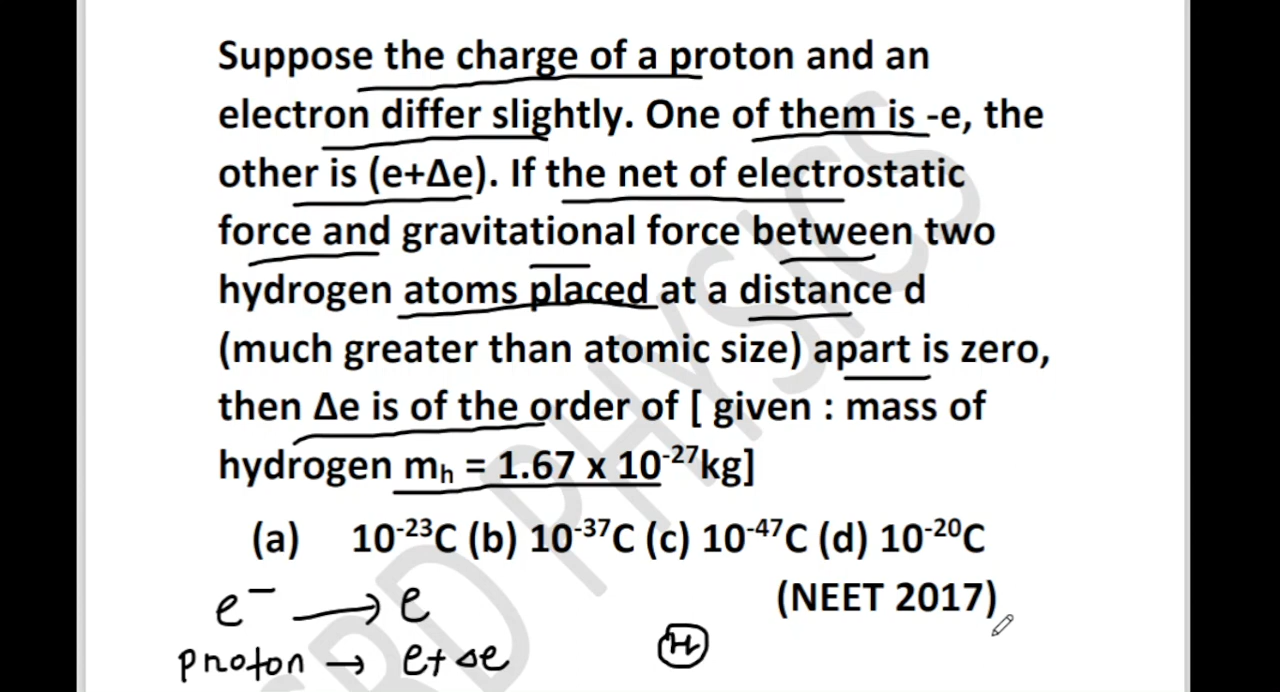 Suppose the charge of a proton and an
electron differ slightly. One of them is -e, the
other is (e+Δe). If the net of electrostatic
force and gravitational force between two
hydrogen atoms placed at a distance d
(much greater than atomic size) apart is zero,
then Δe is of the order of [ given : mass of
hydrogen mₕ = 1.67 x 10⁻²⁷kg]
(a) 10⁻²³C (b) 10⁻³⁷C (c) 10⁻⁴⁷C (d) 10⁻²⁰C
(NEET 2017)
e⁻ → e
proton → e+Δe
H
RD PHYSICS